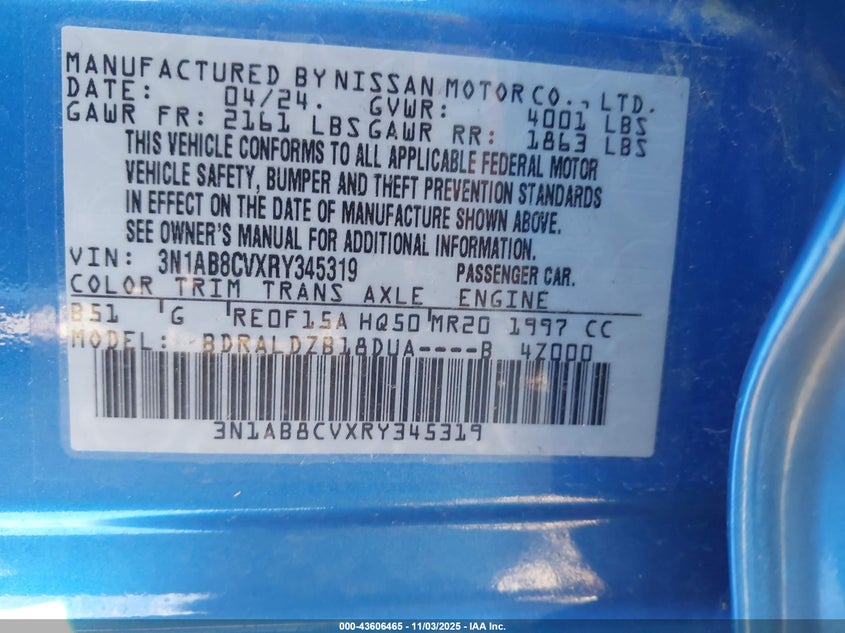 MANUFACTURED BY NISSAN MOTOR CO., LTD.
DATE: 04/24. GVWR: 4001 LBS
GAWR FR: 2161 LBS GAWR RR: 1863 LBS
THIS VEHICLE CONFORMS TO ALL APPLICABLE FEDERAL MOTOR
VEHICLE SAFETY, BUMPER AND THEFT PREVENTION STANDARDS
IN EFFECT ON THE DATE OF MANUFACTURE SHOWN ABOVE.
SEE OWNER'S MANUAL FOR ADDITIONAL INFORMATION.
VIN: 3N1AB8CVXRY345319 PASSENGER CAR.
COLOR TRIM TRANS AXLE ENGINE
B51 G RE0F15A HQ50 MR20 1997 CC
MODEL: BDRALDZB18DUA----B 4Z000
3N1AB8CVXRY345319
000-43606465 - 11/03/2025 - IAA Inc.